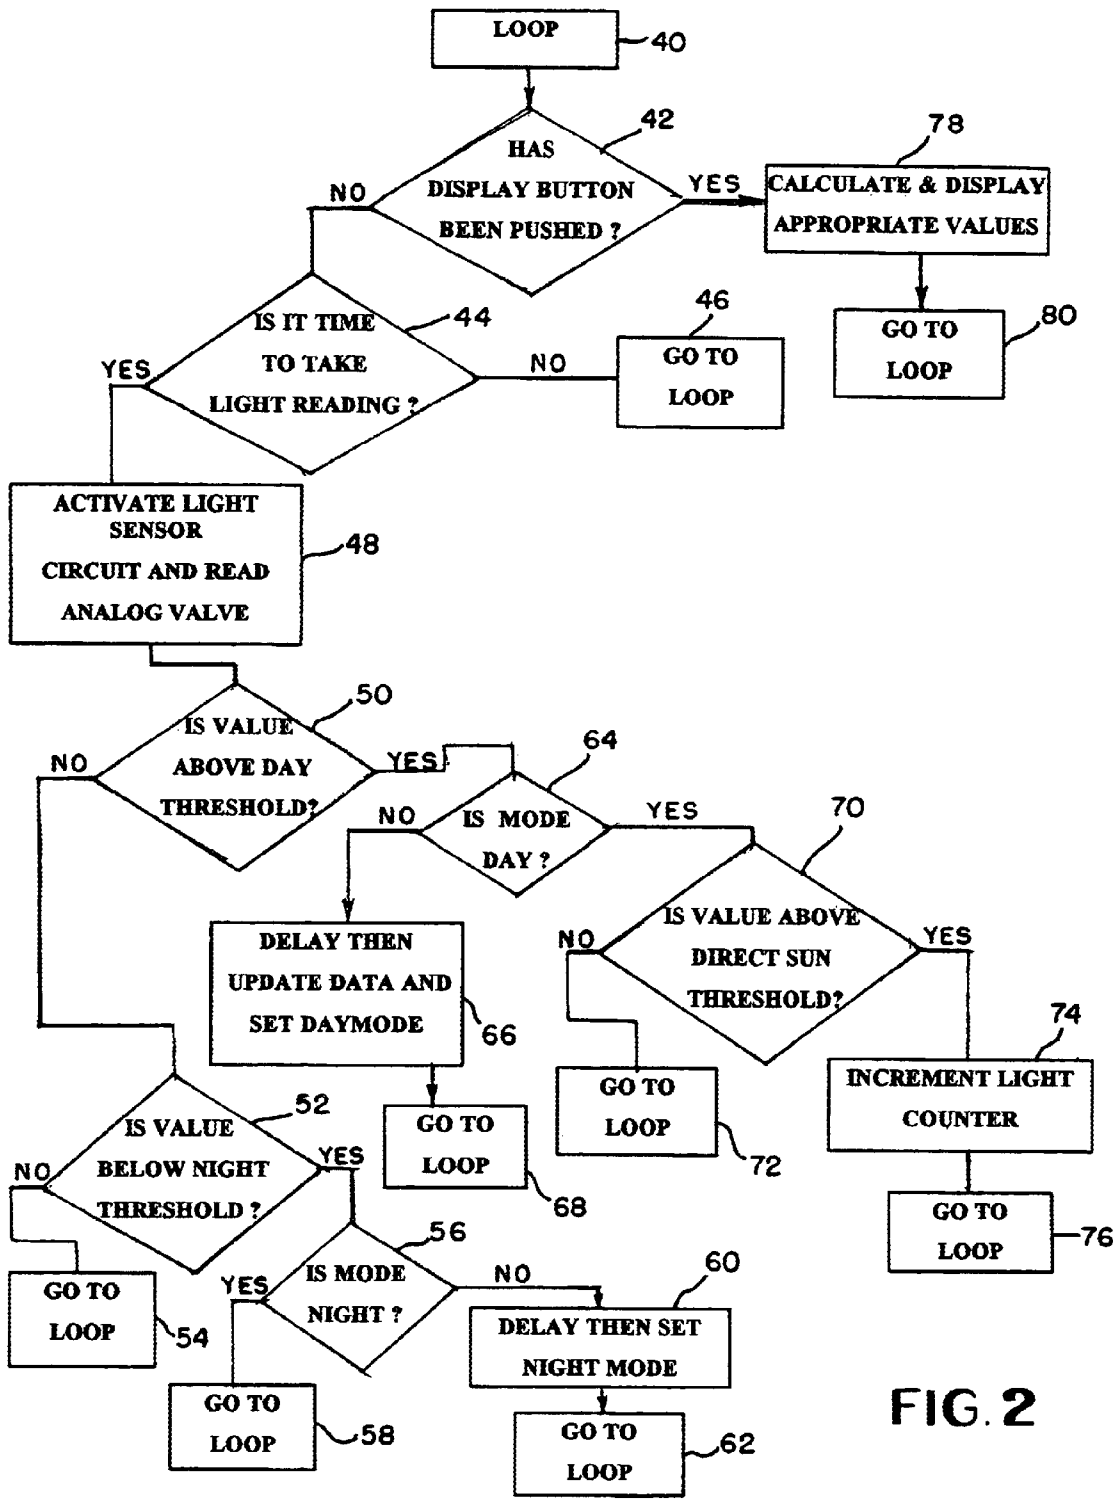 LOOP
40
42
HAS
DISPLAY BUTTON
BEEN PUSHED ?
NO
YES
78
CALCULATE & DISPLAY
APPROPRIATE VALUES
GO TO
LOOP
80
IS IT TIME
TO TAKE
LIGHT READING ?
44
YES
NO
46
GO TO
LOOP
ACTIVATE LIGHT
SENSOR
CIRCUIT AND READ
ANALOG VALVE
48
IS VALUE
ABOVE DAY
THRESHOLD?
50
NO
YES
64
IS MODE
DAY ?
NO
YES
70
IS VALUE ABOVE
DIRECT SUN
THRESHOLD?
NO
YES
DELAY THEN
UPDATE DATA AND
SET DAYMODE
66
GO TO
LOOP
68
GO TO
LOOP
72
74
INCREMENT LIGHT
COUNTER
GO TO
LOOP
76
IS VALUE
BELOW NIGHT
THRESHOLD ?
52
NO
YES
GO TO
LOOP
54
56
IS MODE
NIGHT ?
YES
NO
GO TO
LOOP
58
60
DELAY THEN SET
NIGHT MODE
GO TO
LOOP
62
FIG. 2